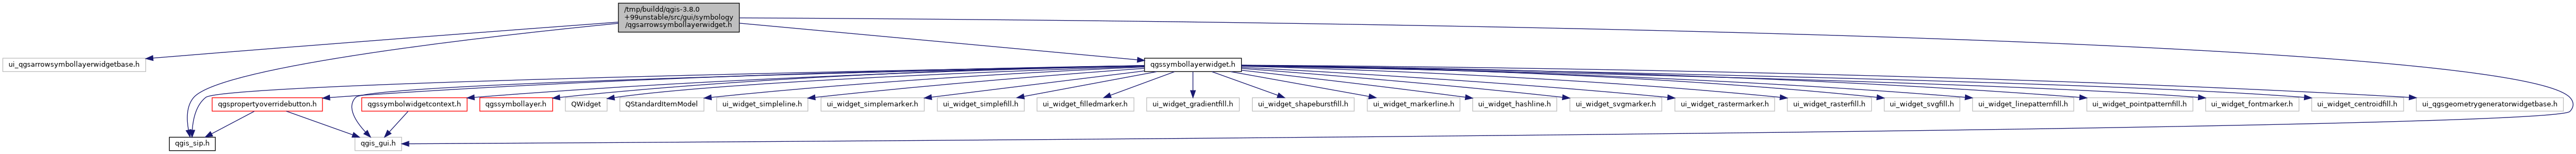 /tmp/buildd/qgis-3.8.0
+99unstable/src/gui/symbology
/qgsarrowsymbollayerwidget.h
ui_qgsarrowsymbollayerwidgetbase.h
qgssymbollayerwidget.h
qgspropertyoverridebutton.h
qgssymbolwidgetcontext.h
qgssymbollayer.h
QWidget
QStandardItemModel
ui_widget_simpleline.h
ui_widget_simplemarker.h
ui_widget_simplefill.h
ui_widget_filledmarker.h
ui_widget_gradientfill.h
ui_widget_shapeburstfill.h
ui_widget_markerline.h
ui_widget_hashline.h
ui_widget_svgmarker.h
ui_widget_rastermarker.h
ui_widget_rasterfill.h
ui_widget_svgfill.h
ui_widget_linepatternfill.h
ui_widget_pointpatternfill.h
ui_widget_fontmarker.h
ui_widget_centroidfill.h
ui_qgsgeometrygeneratorwidgetbase.h
qgis_sip.h
qgis_gui.h